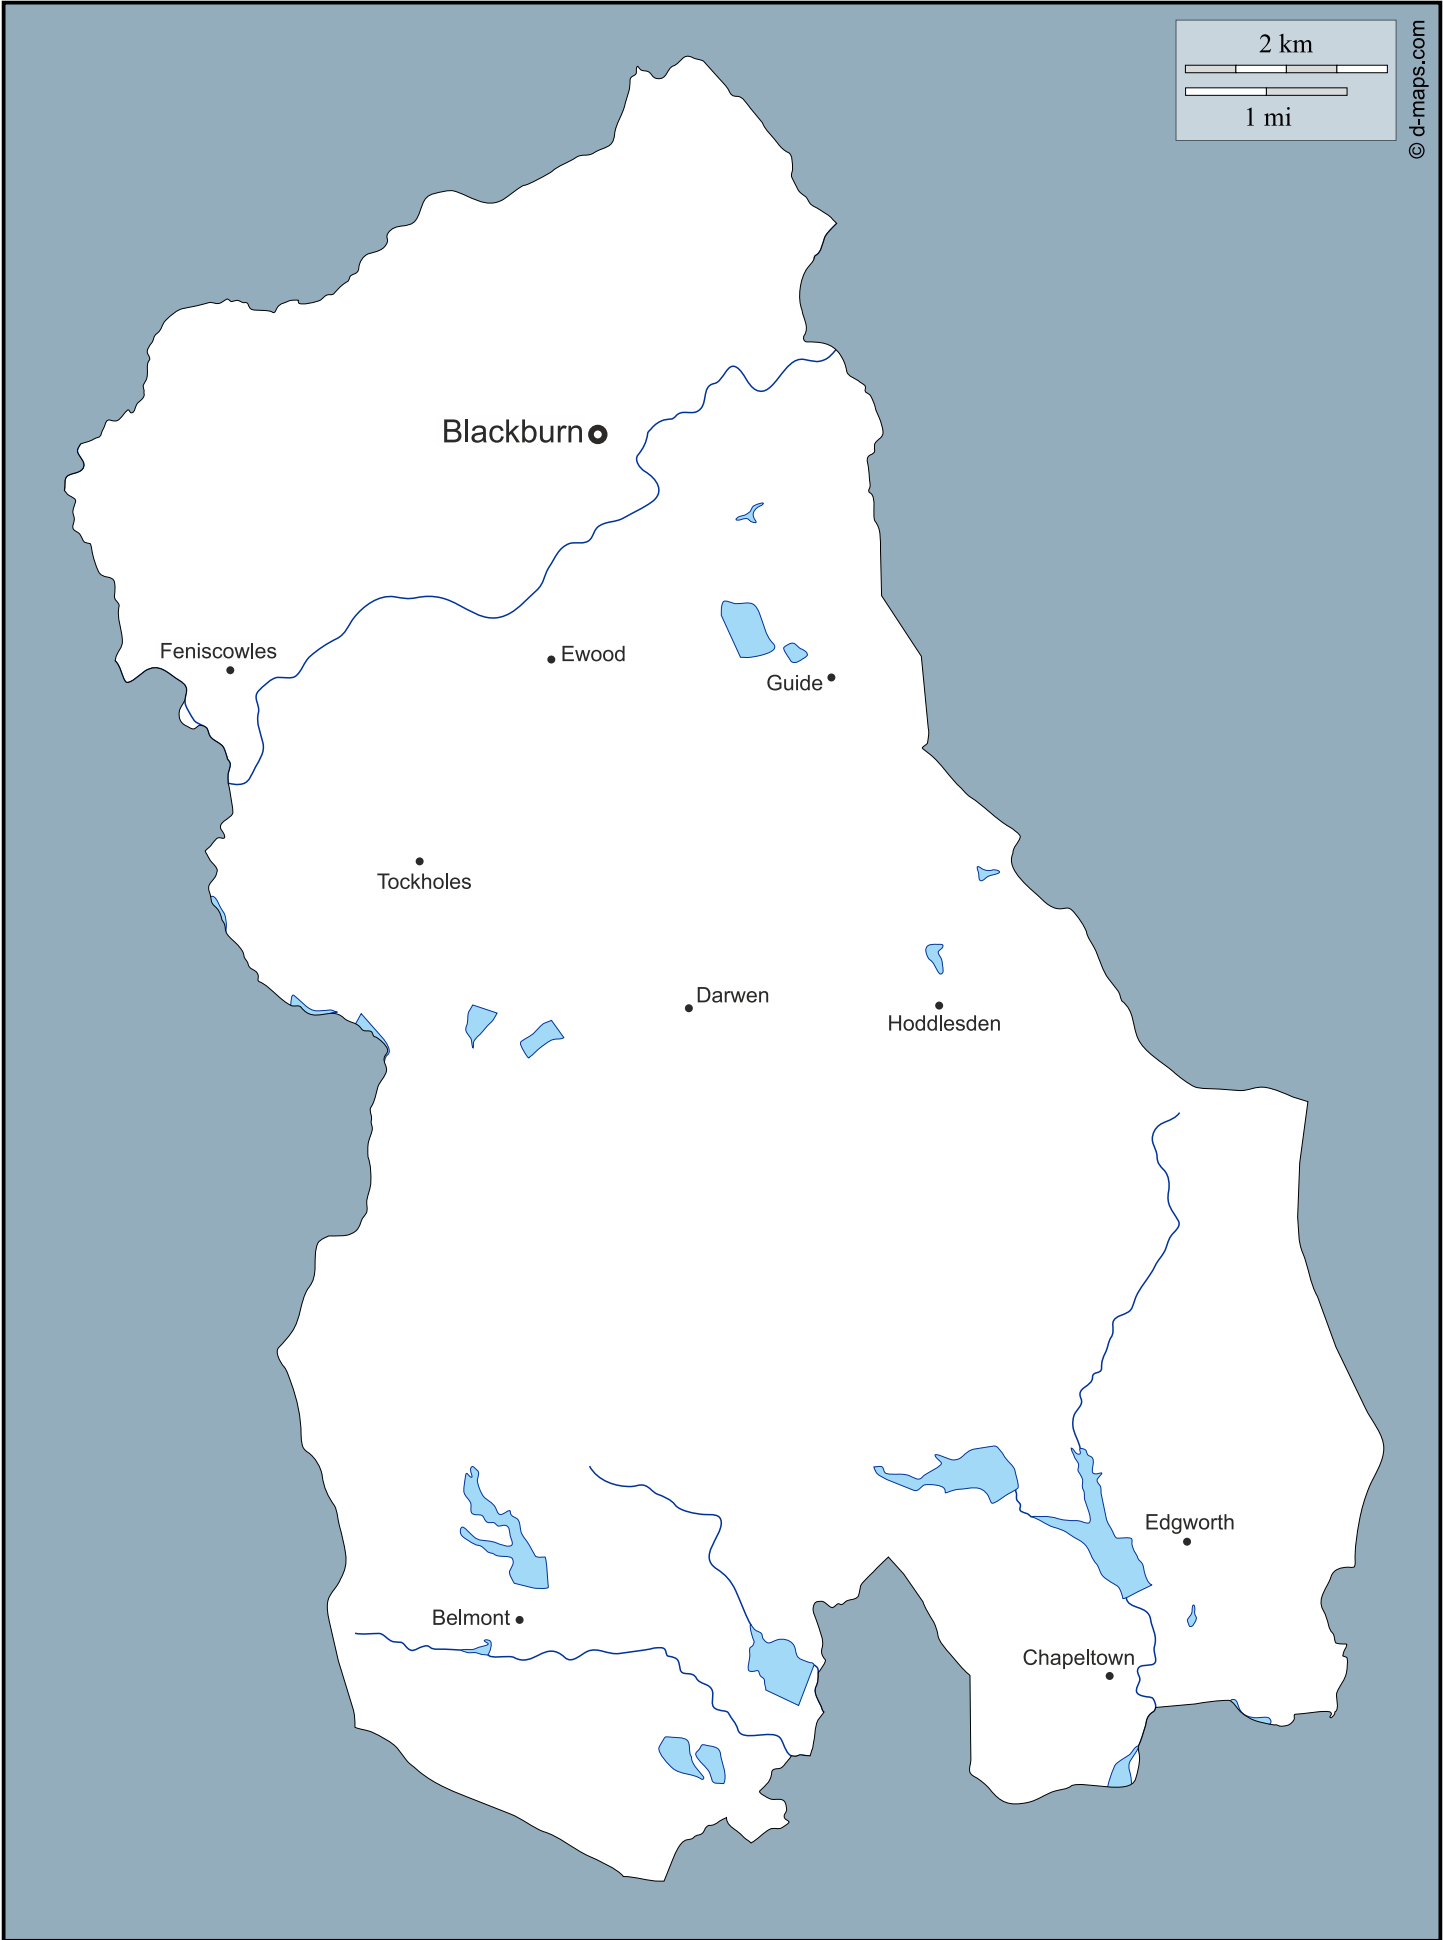 2 km
1 mi
© d-maps.com
Blackburn
Feniscowles
Ewood
Guide
Tockholes
Darwen
Hoddlesden
Edgworth
Belmont
Chapeltown